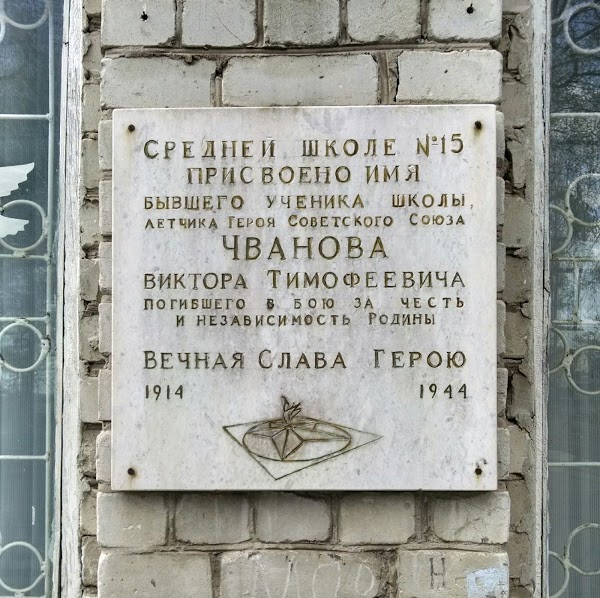 СРЕДНЕЙ ШКОЛЕ №15
ПРИСВОЕНО ИМЯ
БЫВШЕГО УЧЕНИКА ШКОЛЫ,
ЛЕТЧИКА ГЕРОЯ СОВЕТСКОГО СОЮЗА
ЧВАНОВА
ВИКТОРА ТИМОФЕЕВИЧА
ПОГИБШЕГО В БОЮ ЗА ЧЕСТЬ
И НЕЗАВИСИМОСТЬ РОДИНЫ
ВЕЧНАЯ СЛАВА ГЕРОЮ
1914 1944